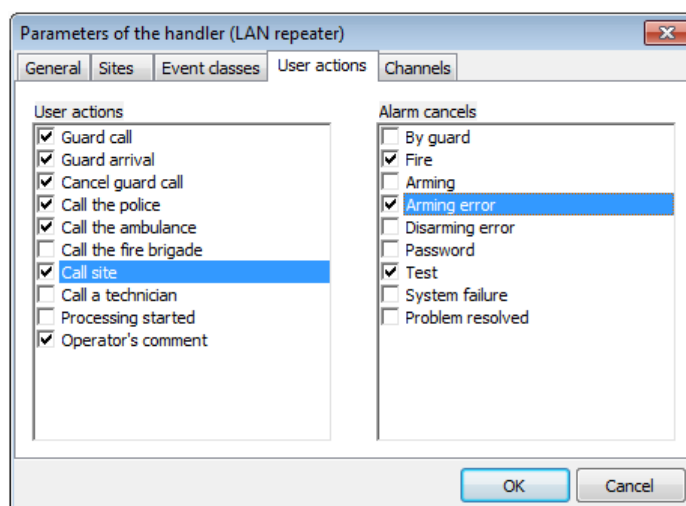 Parameters of the handler (LAN repeater)
General Sites Event classes User actions Channels
User actions
Guard call
Guard arrival
Cancel guard call
Call the police
Call the ambulance
Call the fire brigade
Call site
Call a technician
Processing started
Operator's comment
Alarm cancels
By guard
Fire
Arming
Arming error
Disarming error
Password
Test
System failure
Problem resolved
OK Cancel